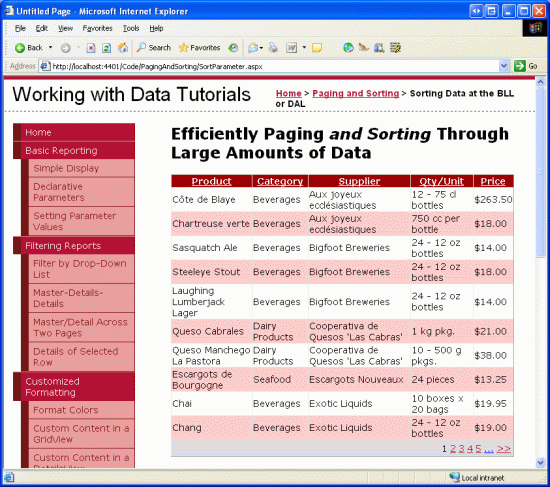 Untitled Page - Microsoft Internet Explorer
File Edit View Favorites Tools Help
Back Search Favorites
Address http://localhost:4401/Code/PagingAndSorting/SortParameter.aspx Go
Working with Data Tutorials
Home > Paging and Sorting > Sorting Data at the BLL
or DAL
Home
Basic Reporting
Simple Display
Declarative
Parameters
Setting Parameter
Values
Filtering Reports
Filter by Drop-Down
List
Master-Details-
Details
Master/Detail Across
Two Pages
Details of Selected
Row
Customized
Formatting
Format Colors
Custom Content in a
GridView
Custom Content in a
DetailsView
Efficiently Paging and Sorting Through
Large Amounts of Data
Product Category Supplier Qty/Unit Price
Côte de Blaye Beverages Aux joyeux
ecclésiastiques 12 - 75 cl
bottles $263.50
Chartreuse verte Beverages Aux joyeux
ecclésiastiques 750 cc per
bottle $18.00
Sasquatch Ale Beverages Bigfoot Breweries 24 - 12 oz
bottles $14.00
Steeleye Stout Beverages Bigfoot Breweries 24 - 12 oz
bottles $18.00
Laughing
Lumberjack
Lager Beverages Bigfoot Breweries 24 - 12 oz
bottles $14.00
Queso Cabrales Dairy
Products Cooperativa de
Quesos 'Las Cabras' 1 kg pkg. $21.00
Queso Manchego
La Pastora Dairy
Products Cooperativa de
Quesos 'Las Cabras' 10 - 500 g
pkgs. $38.00
Escargots de
Bourgogne Seafood Escargots Nouveaux 24 pieces $13.25
Chai Beverages Exotic Liquids 10 boxes x
20 bags $19.95
Chang Beverages Exotic Liquids 24 - 12 oz
bottles $19.00
1 2 3 4 5 ... >>
Local intranet